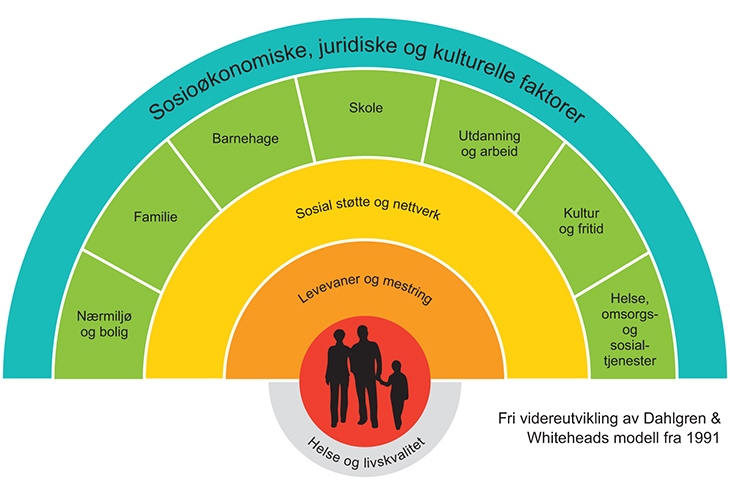 Sosioøkonomiske, juridiske og kulturelle faktorer
Nærmiljø
og bolig
Familie
Barnehage
Skole
Utdanning
og arbeid
Kultur
og fritid
Helse,
omsorgs-
og
sosial-
tjenester
Sosial støtte og nettverk
Levevaner og mestring
Helse og livskvalitet
Fri videreutvikling av Dahlgren &
Whiteheads modell fra 1991